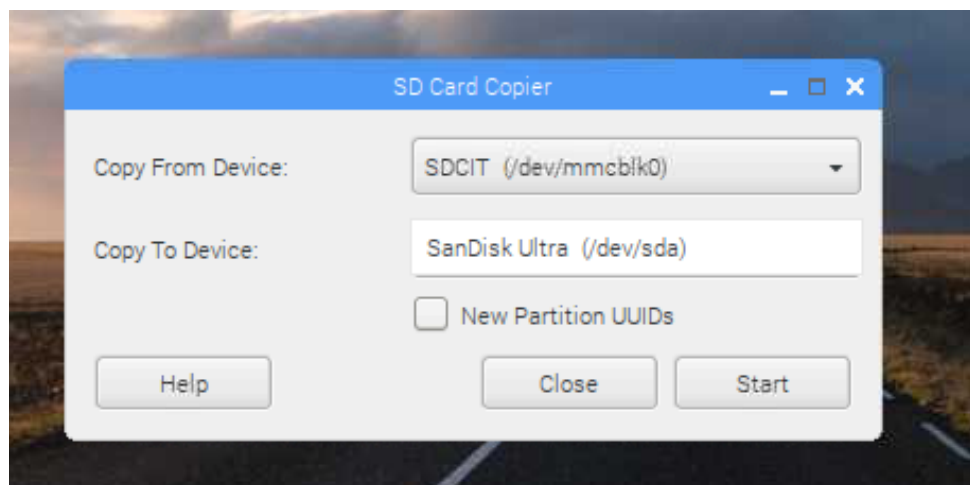 SD Card Copier
Copy From Device: SDCIT (/dev/mmcblk0)
Copy To Device: SanDisk Ultra (/dev/sda)
New Partition UUIDs
Help Close Start